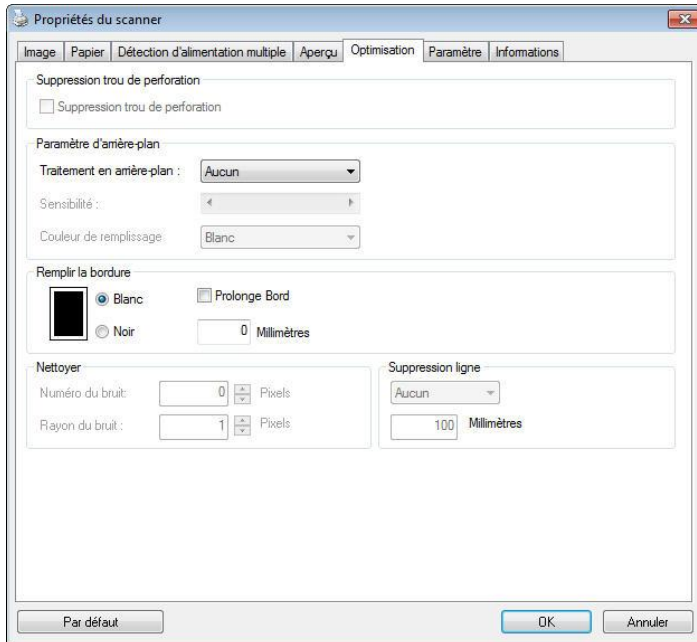 Propriétés du scanner
Image Papier Détection d'alimentation multiple Aperçu Optimisation Paramètre Informations
Suppression trou de perforation
Suppression trou de perforation
Paramètre d'arrière-plan
Traitement en arrière-plan : Aucun
Sensibilité :
Couleur de remplissage Blanc
Remplir la bordure
Blanc Prolonge Bord
Noir 0 Millimètres
Nettoyer Suppression ligne
Numéro du bruit: 0 Pixels Aucun
Rayon du bruit : 1 Pixels 100 Millimètres
Par défaut OK Annuler